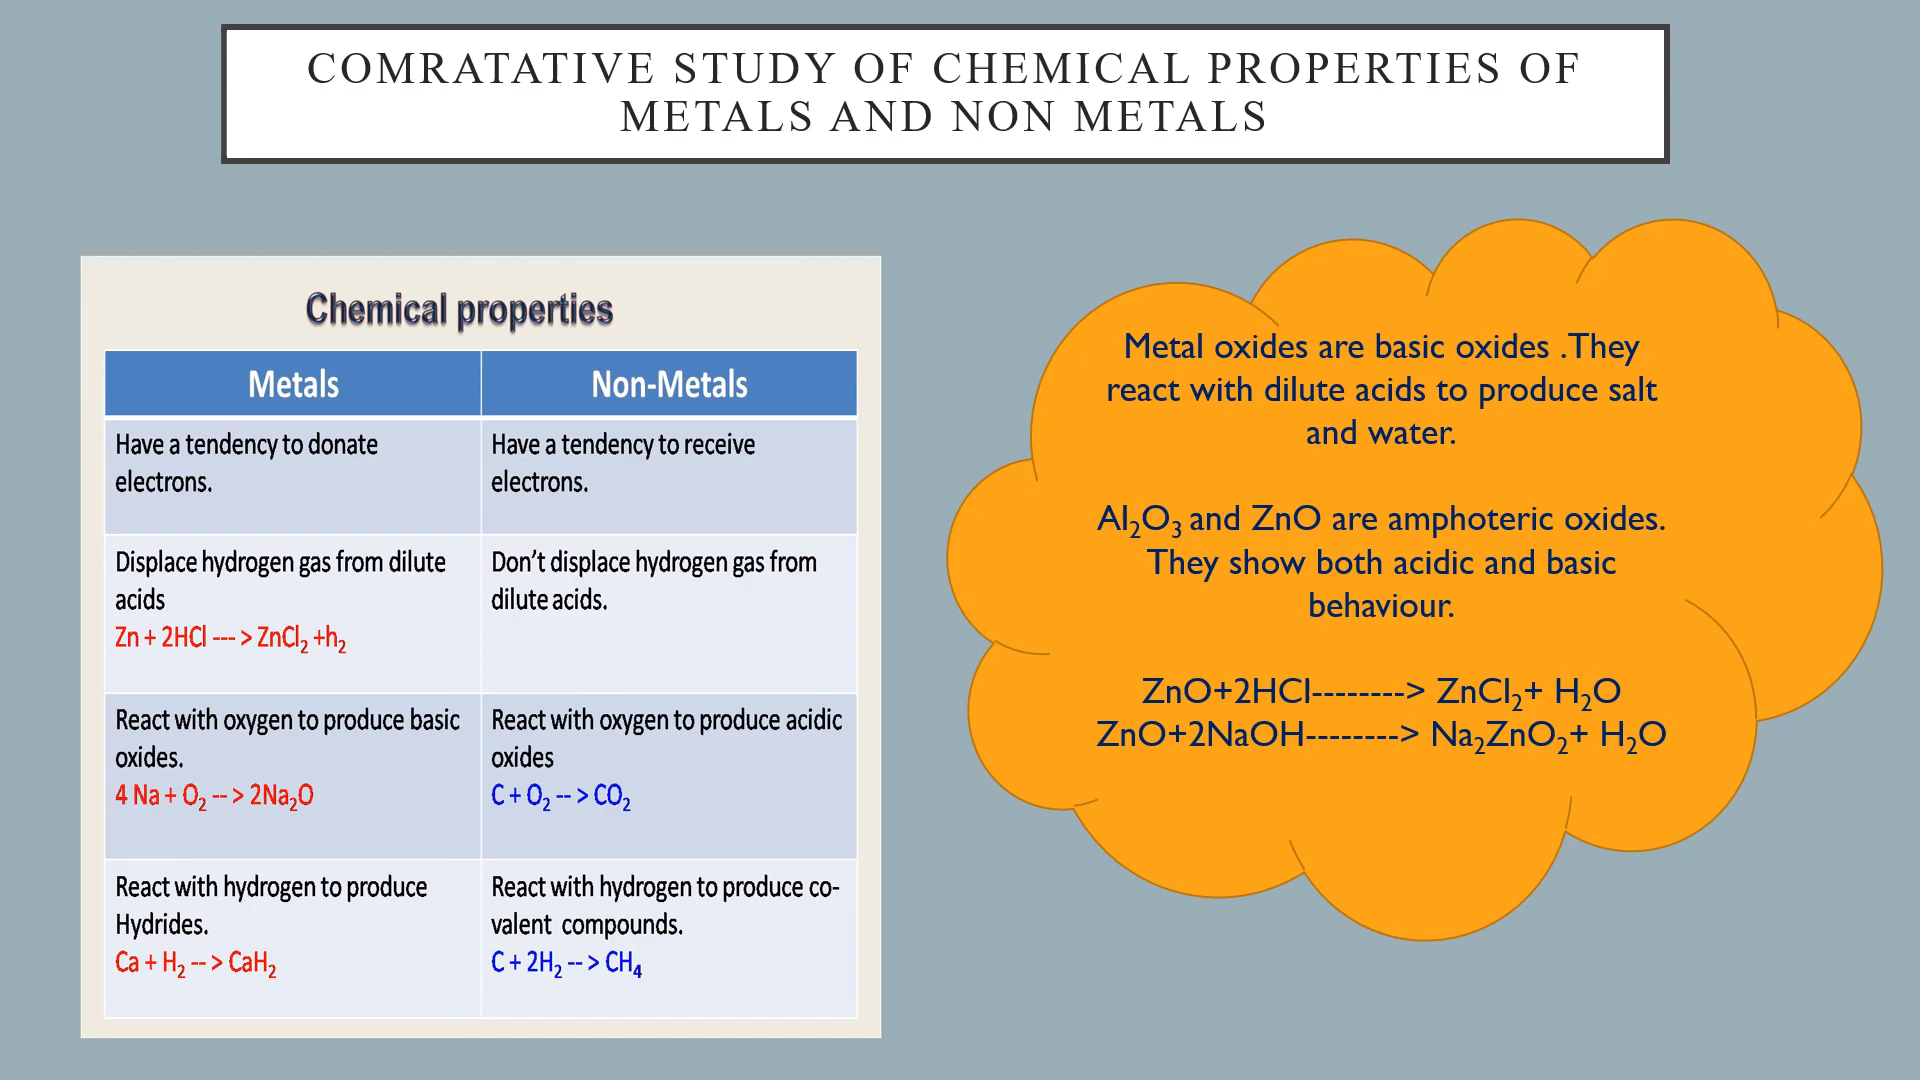 COMRATATIVE STUDY OF CHEMICAL PROPERTIES OF
METALS AND NON METALS
Chemical properties
Metals
Non-Metals
Have a tendency to donate
electrons.
Have a tendency to receive
electrons.
Displace hydrogen gas from dilute
acids
Zn + 2HCl --- > ZnCl₂ +h₂
Don’t displace hydrogen gas from
dilute acids.
React with oxygen to produce basic
oxides.
4 Na + O₂ -- > 2Na₂O
React with oxygen to produce acidic
oxides
C + O₂ -- > CO₂
React with hydrogen to produce
Hydrides.
Ca + H₂ -- > CaH₂
React with hydrogen to produce co-
valent compounds.
C + 2H₂ -- > CH₄
Metal oxides are basic oxides .They
react with dilute acids to produce salt
and water.
Al₂O₃ and ZnO are amphoteric oxides.
They show both acidic and basic
behaviour.
ZnO+2HCl--------> ZnCl₂+ H₂O
ZnO+2NaOH--------> Na₂ZnO₂+ H₂O